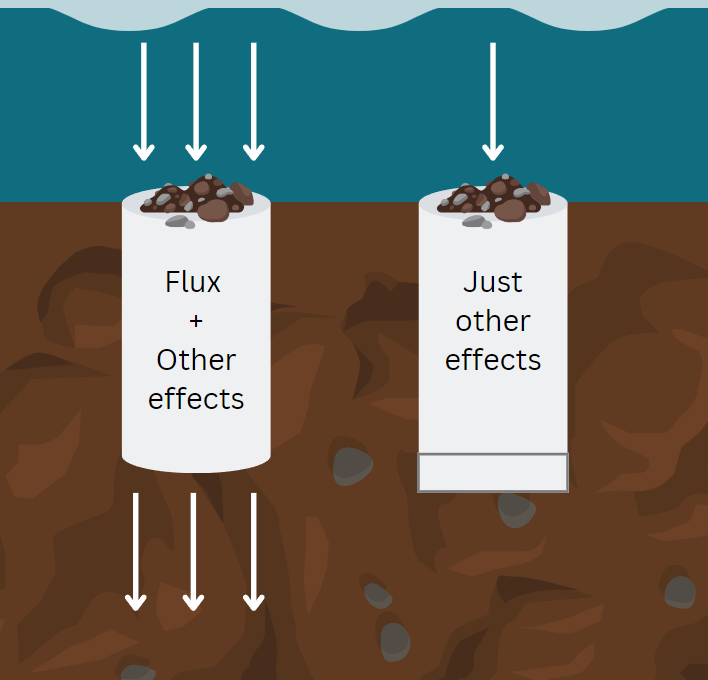 Flux
+
Other
effects
Just
other
effects